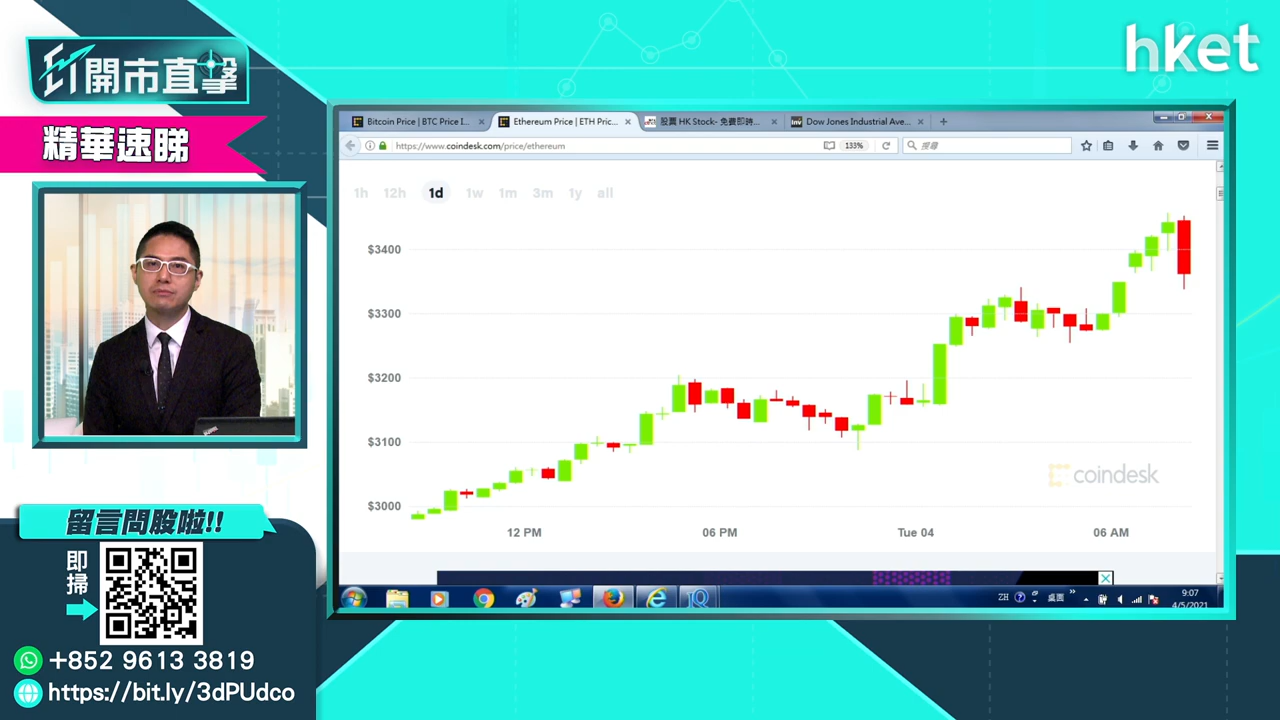 ET開市直擊
hket
精華速睇
Bitcoin Price | BTC Price I...
Ethereum Price | ETH Pric...
股票 HK Stock- 免費即時...
Dow Jones Industrial Ave...
https://www.coindesk.com/price/ethereum
133%
搜尋
1h 12h 1d 1w 1m 3m 1y all
$3400
$3300
$3200
$3100
$3000
coindesk
12 PM 06 PM Tue 04 06 AM
留言問股啦!!
即掃
+852 9613 3819
https://bit.ly/3dPUdco
ZH
桌面
9:07
4/5/2021